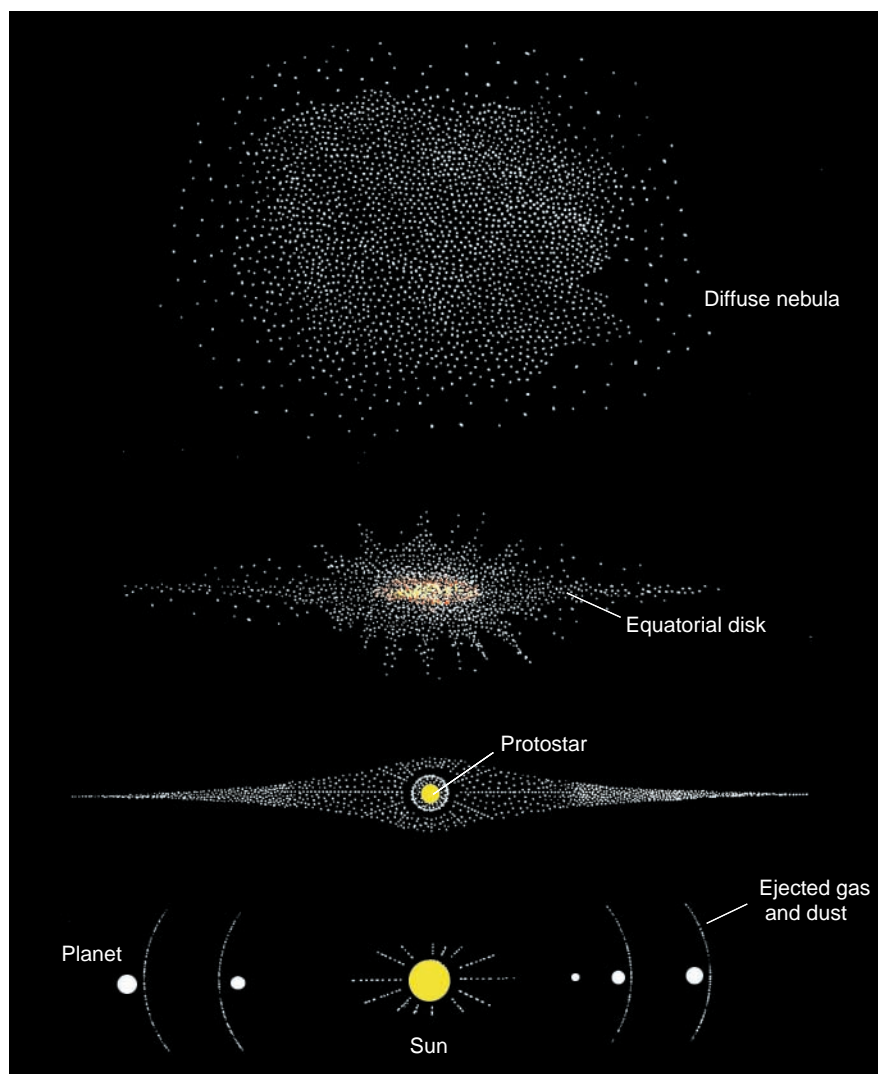 Diffuse nebula
Equatorial disk
Protostar
Ejected gas
and dust
Planet
Sun